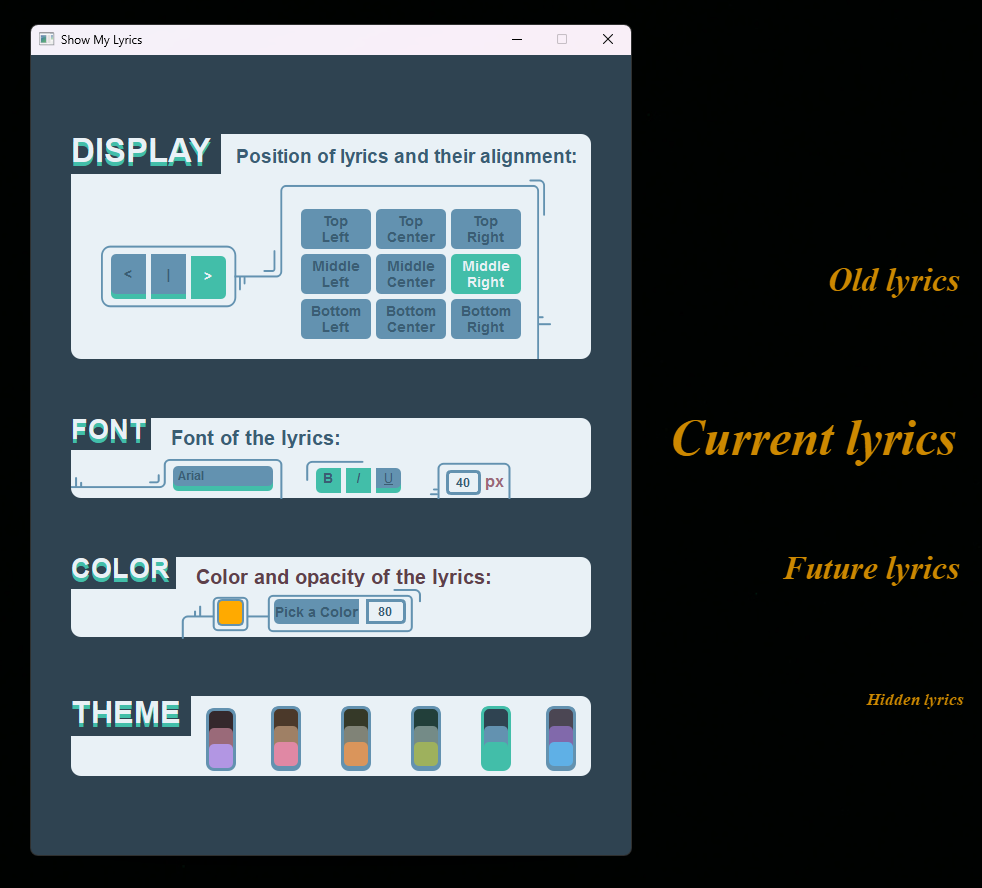 Show My Lyrics
DISPLAY
Position of lyrics and their alignment:
< | >
Top Left
Top Center
Top Right
Middle Left
Middle Center
Middle Right
Bottom Left
Bottom Center
Bottom Right
FONT
Font of the lyrics:
Arial
B I U
40 px
COLOR
Color and opacity of the lyrics:
Pick a Color
80
THEME
Old lyrics
Current lyrics
Future lyrics
Hidden lyrics